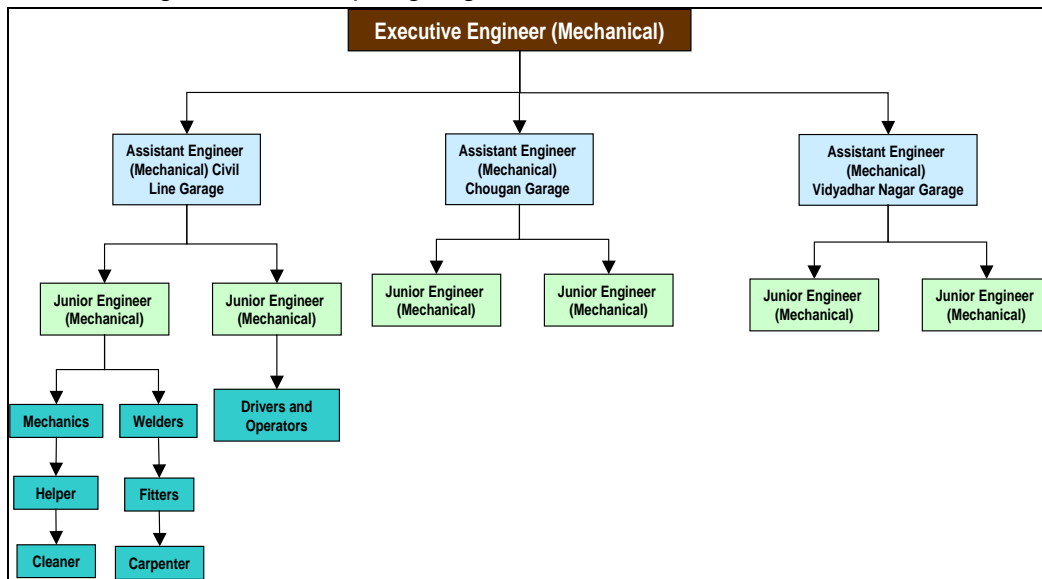 Executive Engineer (Mechanical)
Assistant Engineer
(Mechanical) Civil
Line Garage
Assistant Engineer
(Mechanical)
Chougan Garage
Assistant Engineer
(Mechanical)
Vidyadhar Nagar Garage
Junior Engineer
(Mechanical)
Junior Engineer
(Mechanical)
Junior Engineer
(Mechanical)
Junior Engineer
(Mechanical)
Junior Engineer
(Mechanical)
Junior Engineer
(Mechanical)
Mechanics
Welders
Drivers and
Operators
Helper
Fitters
Cleaner
Carpenter